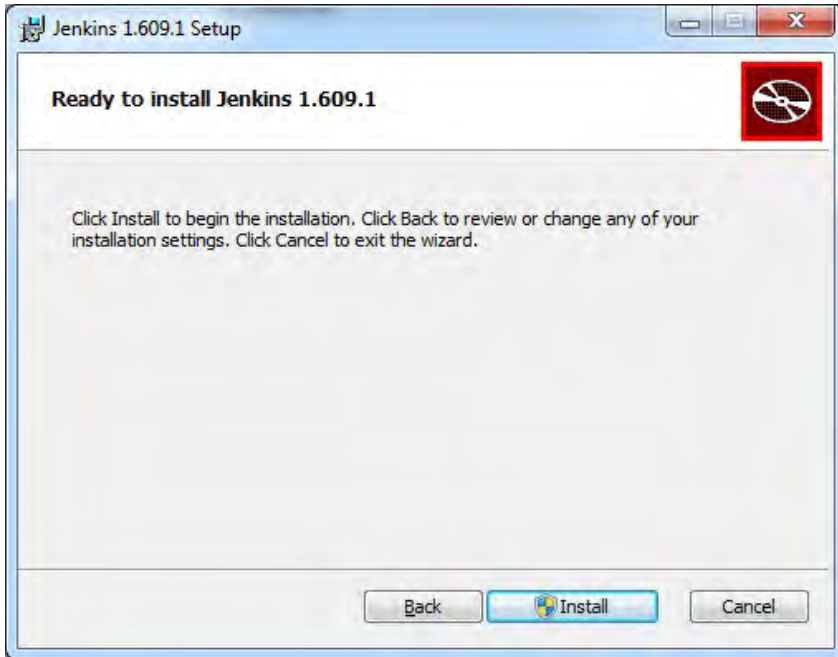 Jenkins 1.609.1 Setup
Ready to install Jenkins 1.609.1
Click Install to begin the installation. Click Back to review or change any of your
installation settings. Click Cancel to exit the wizard.
Back
Install
Cancel